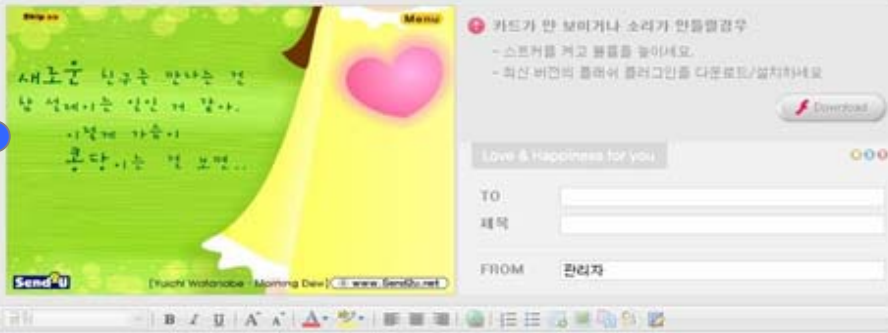 Skip >>
Menu
새로운 친구를 만나는 건
참 설레이는 일인 거 같아.
이렇게 가슴이
콩당이는 걸 보면..
Send2U
[Yuichi Watanabe - Morning Dew]
www.Send2u.net
카드가 안 보이거나 소리가 안들릴경우
- 스피커를 켜고 볼륨을 높이세요.
- 최신 버전의 플래쉬 플러그인을 다운로드/설치하세요
Download
Love & Happiness for you
TO
제목
FROM
관리자
굴림
B I U A A A